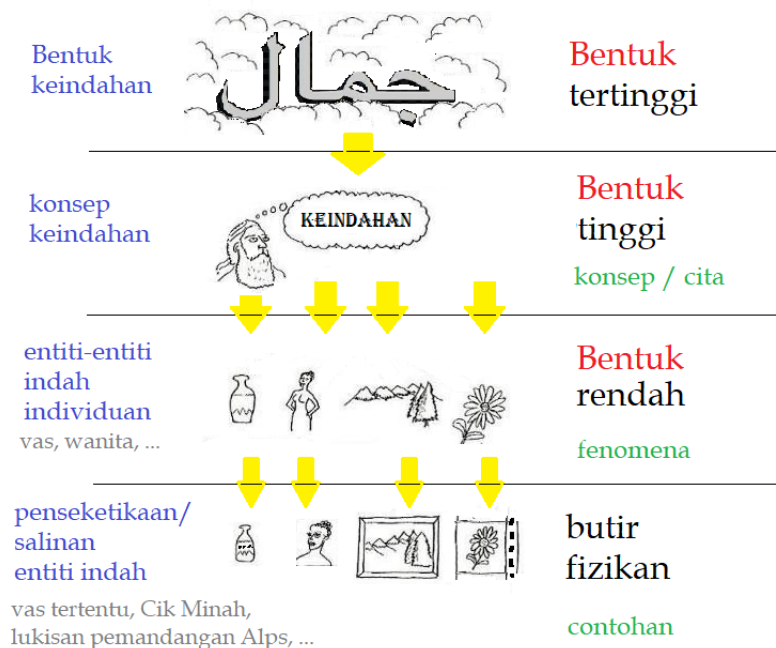 Bentuk
keindahan
جمال
Bentuk
tertinggi
konsep
keindahan
KEINDAHAN
Bentuk
tinggi
konsep / cita
entiti-entiti
indah
individuan
vas, wanita, ...
Bentuk
rendah
fenomena
penseketikaan/
salinan
entiti indah
vas tertentu, Cik Minah,
lukisan pemandangan Alps, ...
butir
fizikan
contohan